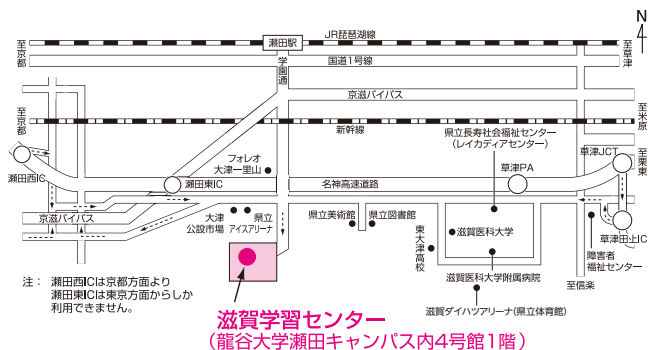 N
JR琵琶湖線
瀬田駅
至京都
至草津
国道1号線
学園通
京滋バイパス
至京都
新幹線
至米原
県立長寿社会福祉センター
(レイカディアセンター)
草津JCT
至栗東
瀬田西IC
フォレオ
大津一里山
瀬田東IC
名神高速道路
草津PA
京滋バイパス
大津
公設市場
県立
アイスアリーナ
県立美術館
県立図書館
東大津高校
滋賀医科大学
草津田上IC
滋賀医科大学附属病院
障害者
福祉センター
至信楽
滋賀ダイハツアリーナ(県立体育館)
注: 瀬田西ICは京都方面より
瀬田東ICは東京方面からしか
利用できません。
滋賀学習センター
(龍谷大学瀬田キャンパス内4号館1階)